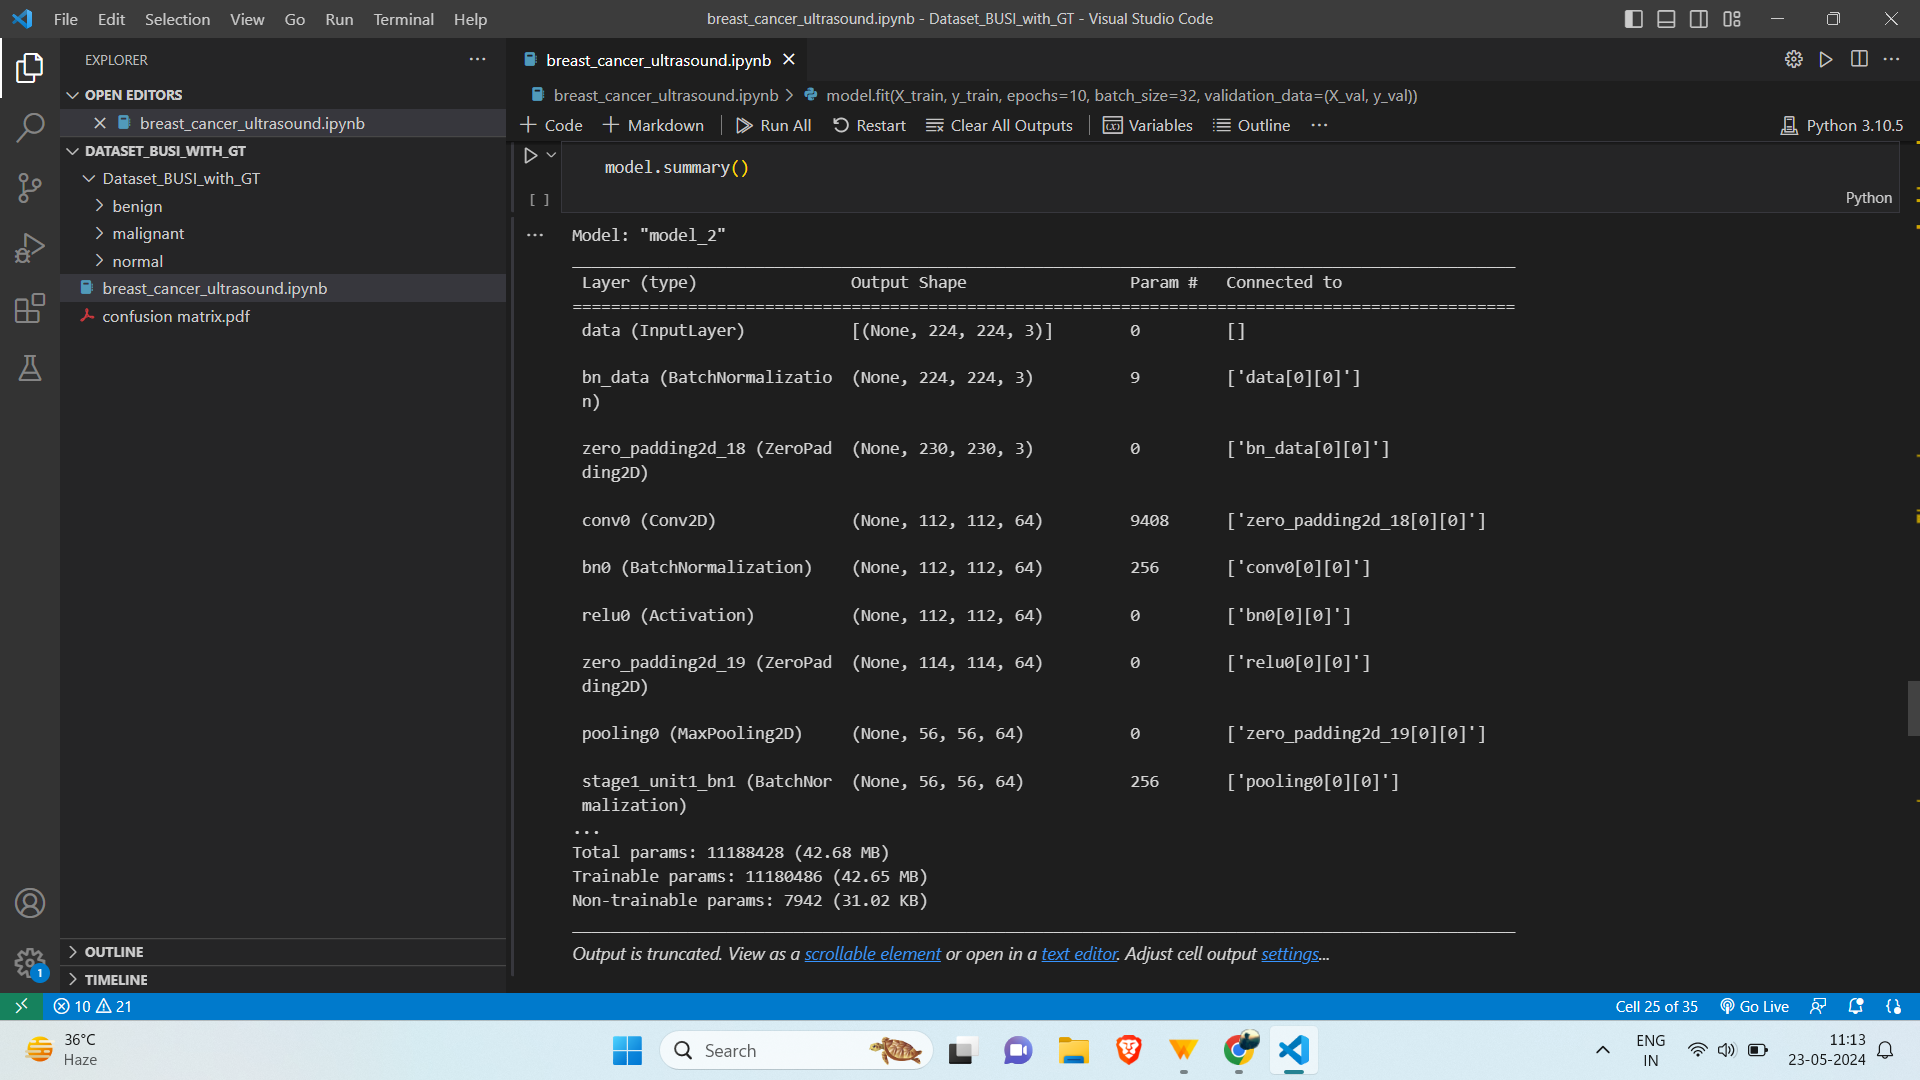 File Edit Selection View Go Run Terminal Help
breast_cancer_ultrasound.ipynb - Dataset_BUSI_with_GT - Visual Studio Code
EXPLORER
OPEN EDITORS
breast_cancer_ultrasound.ipynb
DATASET_BUSI_WITH_GT
Dataset_BUSI_with_GT
benign
malignant
normal
breast_cancer_ultrasound.ipynb
confusion matrix.pdf
OUTLINE
TIMELINE
breast_cancer_ultrasound.ipynb
breast_cancer_ultrasound.ipynb > model.fit(X_train, y_train, epochs=10, batch_size=32, validation_data=(X_val, y_val))
+ Code + Markdown | Run All Restart Clear All Outputs | Variables Outline ... Python 3.10.5
model.summary()
[ ]
Python
Model: "model_2"
Layer (type) Output Shape Param # Connected to
==================================================================================================
data (InputLayer) [(None, 224, 224, 3)] 0 []
bn_data (BatchNormalizatio (None, 224, 224, 3) 9 ['data[0][0]']
n)
zero_padding2d_18 (ZeroPad (None, 230, 230, 3) 0 ['bn_data[0][0]']
ding2D)
conv0 (Conv2D) (None, 112, 112, 64) 9408 ['zero_padding2d_18[0][0]']
bn0 (BatchNormalization) (None, 112, 112, 64) 256 ['conv0[0][0]']
relu0 (Activation) (None, 112, 112, 64) 0 ['bn0[0][0]']
zero_padding2d_19 (ZeroPad (None, 114, 114, 64) 0 ['relu0[0][0]']
ding2D)
pooling0 (MaxPooling2D) (None, 56, 56, 64) 0 ['zero_padding2d_19[0][0]']
stage1_unit1_bn1 (BatchNor (None, 56, 56, 64) 256 ['pooling0[0][0]']
malization)
...
Total params: 11188428 (42.68 MB)
Trainable params: 11180486 (42.65 MB)
Non-trainable params: 7942 (31.02 KB)
Output is truncated. View as a scrollable element or open in a text editor. Adjust cell output settings...
1
10 21
Cell 25 of 35 Go Live
36°C
Haze
Search
ENG
IN
11:13
23-05-2024